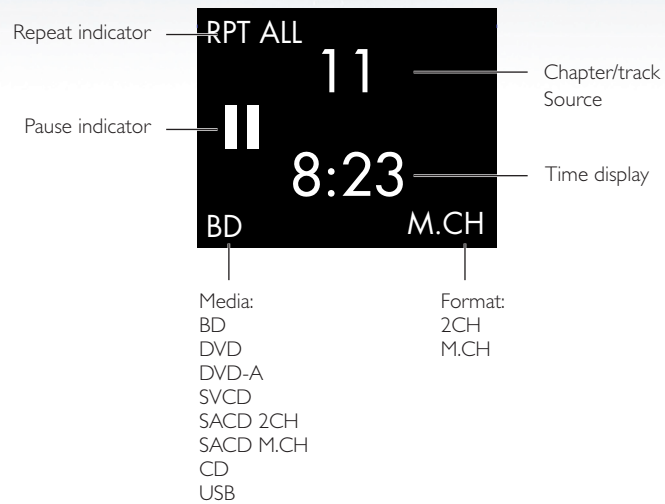 Repeat indicator
RPT ALL
11
Chapter/track
Source
Pause indicator
8:23
Time display
BD
M.CH
Media:
BD
DVD
DVD-A
SVCD
SACD 2CH
SACD M.CH
CD
USB
Format:
2CH
M.CH